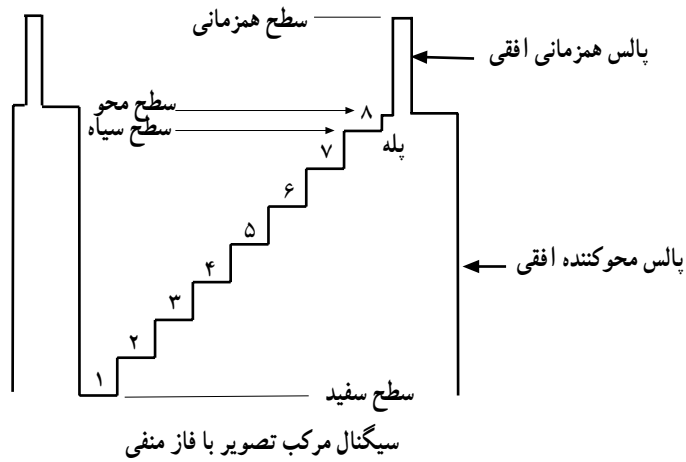 سطح همزمانی
پالس همزمانی افقی
سطح محو
سطح سیاه
۸
پله
۷
۶
۵
پالس محوکننده افقی
۴
۳
۲
۱
سطح سفید
سیگنال مرکب تصویر با فاز منفی